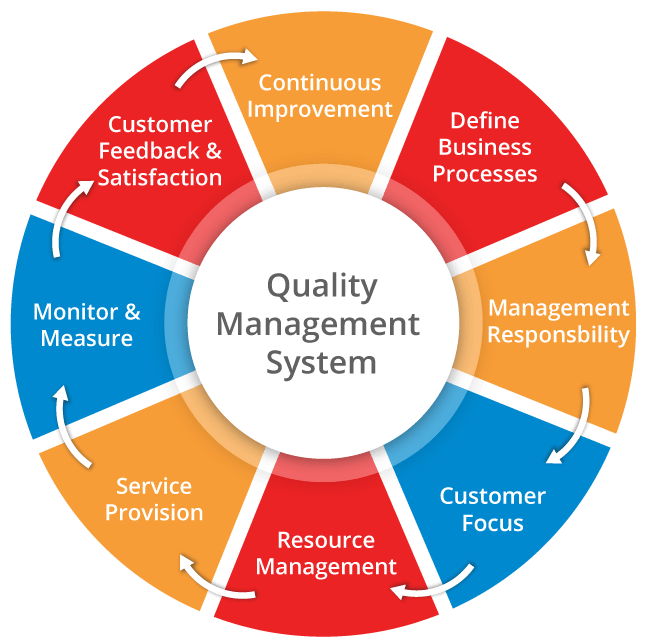 Continuous
Improvement
Define
Business
Processes
Management
Responsbility
Customer
Focus
Resource
Management
Service
Provision
Monitor &
Measure
Customer
Feedback &
Satisfaction
Quality
Management
System